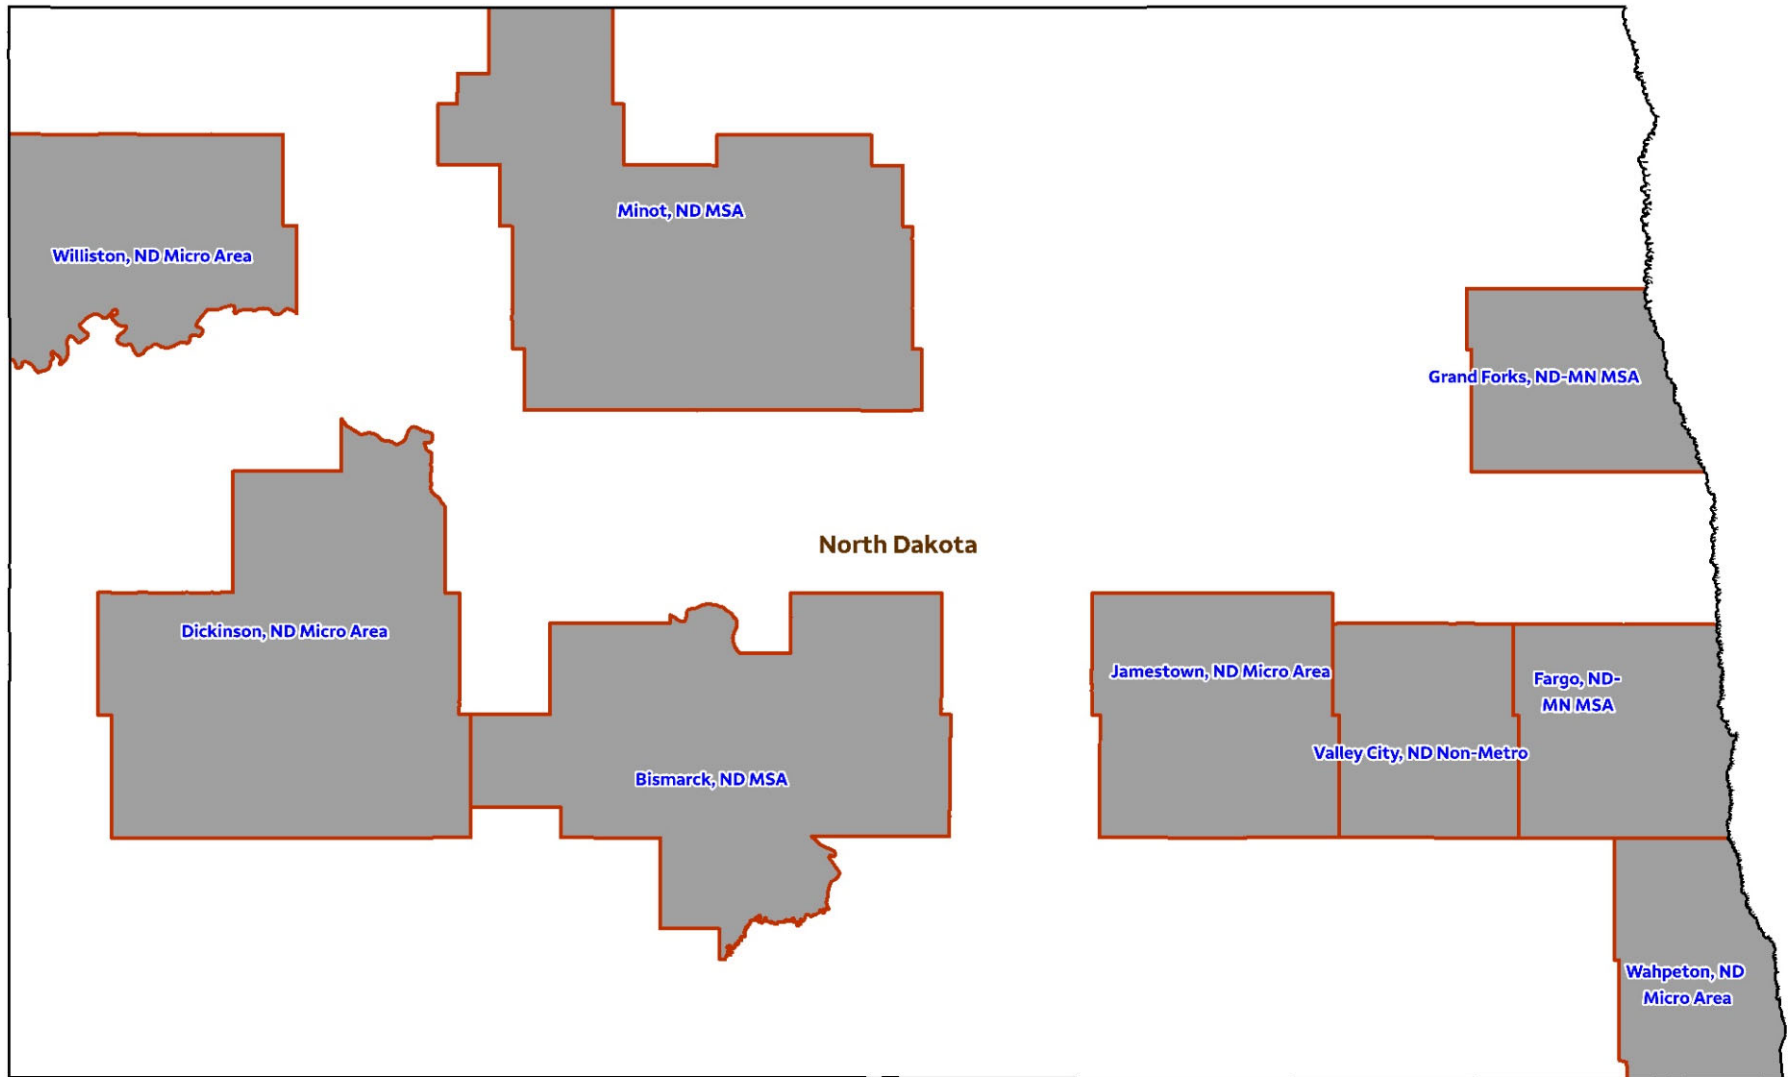 Minot, ND MSA
Williston, ND Micro Area
Grand Forks, ND-MN MSA
North Dakota
Dickinson, ND Micro Area
Jamestown, ND Micro Area
Fargo, ND-
MN MSA
Valley City, ND Non-Metro
Bismarck, ND MSA
Wahpeton, ND
Micro Area